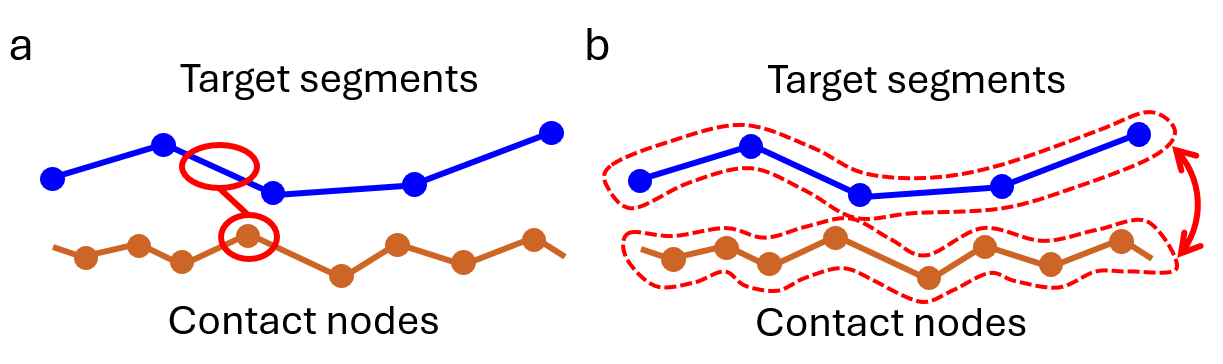 a
Target segments
Contact nodes
b
Target segments
Contact nodes